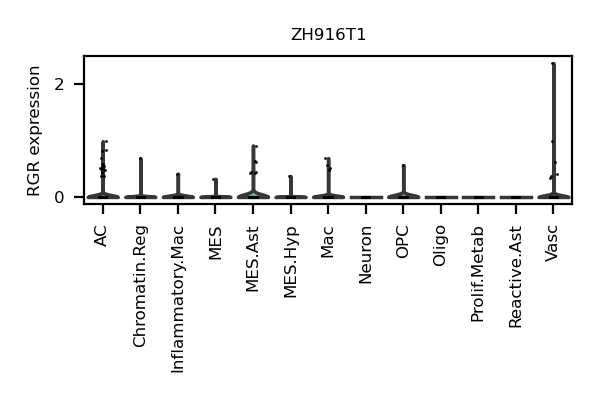 ZH916T1
RGR expression
2
0
AC
Chromatin.Reg
Inflammatory.Mac
MES
MES.Ast
MES.Hyp
Mac
Neuron
OPC
Oligo
Prolif.Metab
Reactive.Ast
Vasc